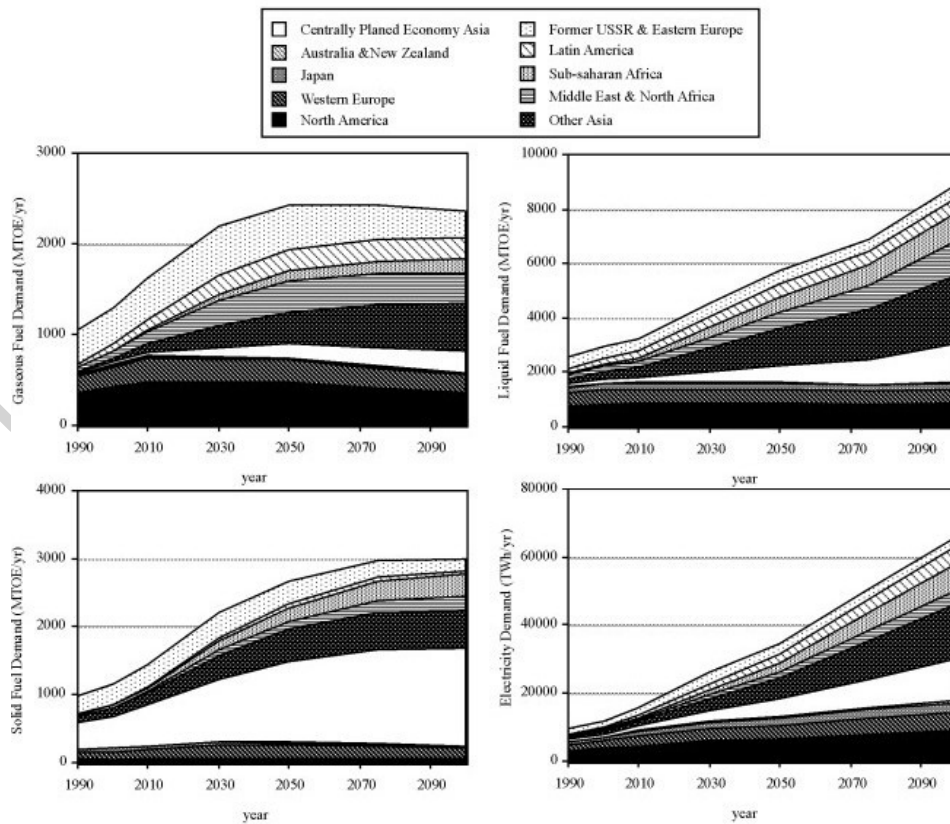 Centrally Planed Economy Asia
Australia &New Zealand
Japan
Western Europe
North America
Former USSR & Eastern Europe
Latin America
Sub-saharan Africa
Middle East & North Africa
Other Asia
Gaseous Fuel Demand (MTOE/yr)
3000
2000
1000
0
1990 2010 2030 2050 2070 2090
year
Liquid Fuel Demand (MTOE/yr)
10000
8000
6000
4000
2000
0
1990 2010 2030 2050 2070 2090
year
Solid Fuel Demand (MTOE/yr)
4000
3000
2000
1000
0
1990 2010 2030 2050 2070 2090
year
Electricity Demand (TWh/yr)
80000
60000
40000
20000
0
1990 2010 2030 2050 2070 2090
year